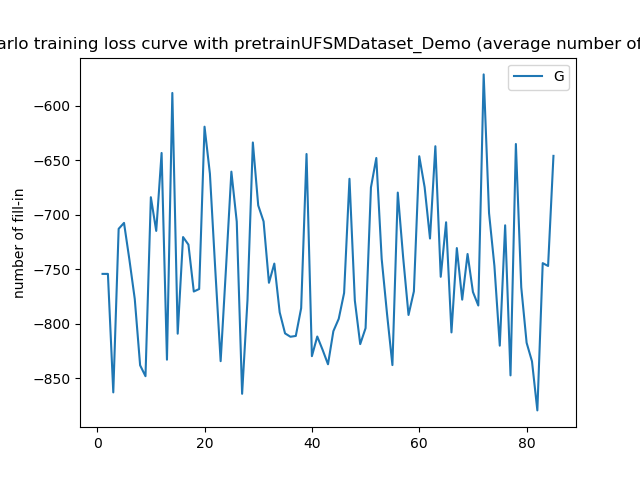 arlo training loss curve with pretrainUFSMDataset_Demo (average number of
G
number of fill-in
−600
−650
−700
−750
−800
−850
0 20 40 60 80